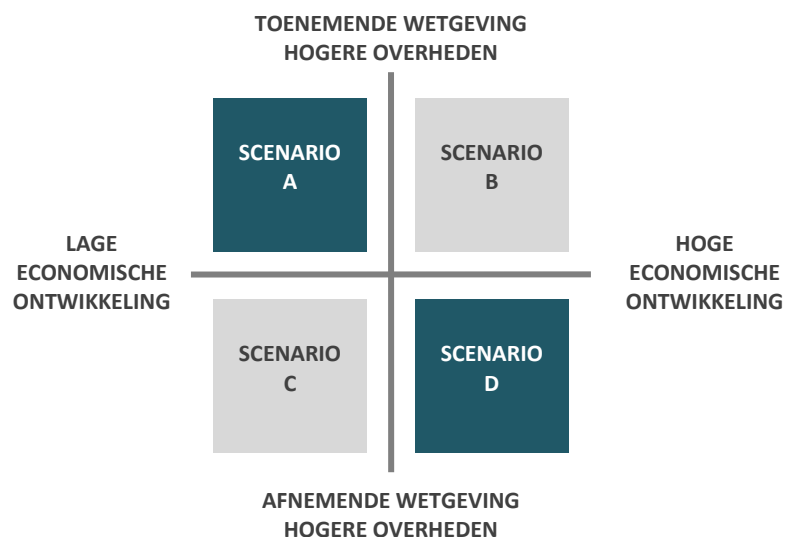 TOENEMENDE WETGEVING
HOGERE OVERHEDEN
SCENARIO
A
SCENARIO
B
LAGE
ECONOMISCHE
ONTWIKKELING
HOGE
ECONOMISCHE
ONTWIKKELING
SCENARIO
C
SCENARIO
D
AFNEMENDE WETGEVING
HOGERE OVERHEDEN